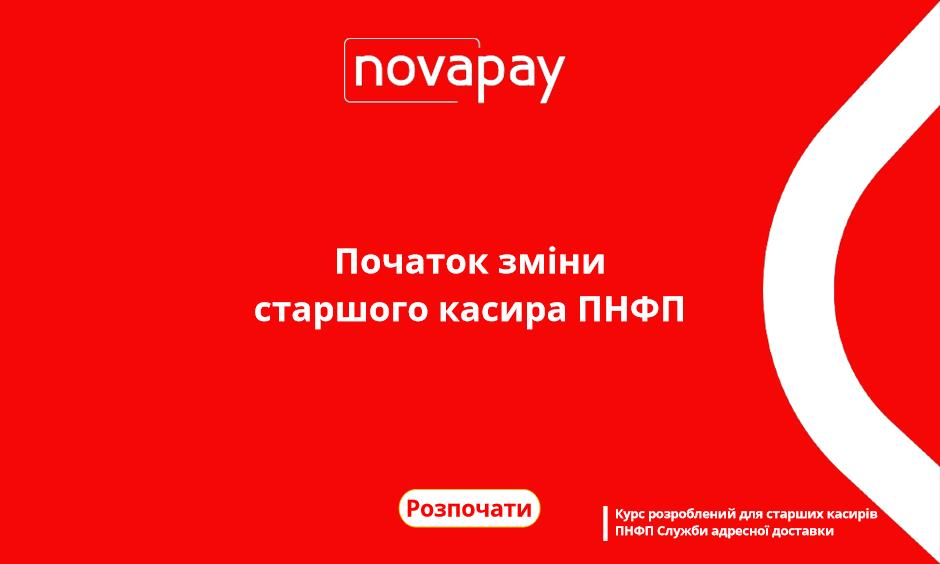 novapay
Початок зміни
старшого касира ПНФП
Розпочати
Курс розроблений для старших касирів
ПНФП Служби адресної доставки